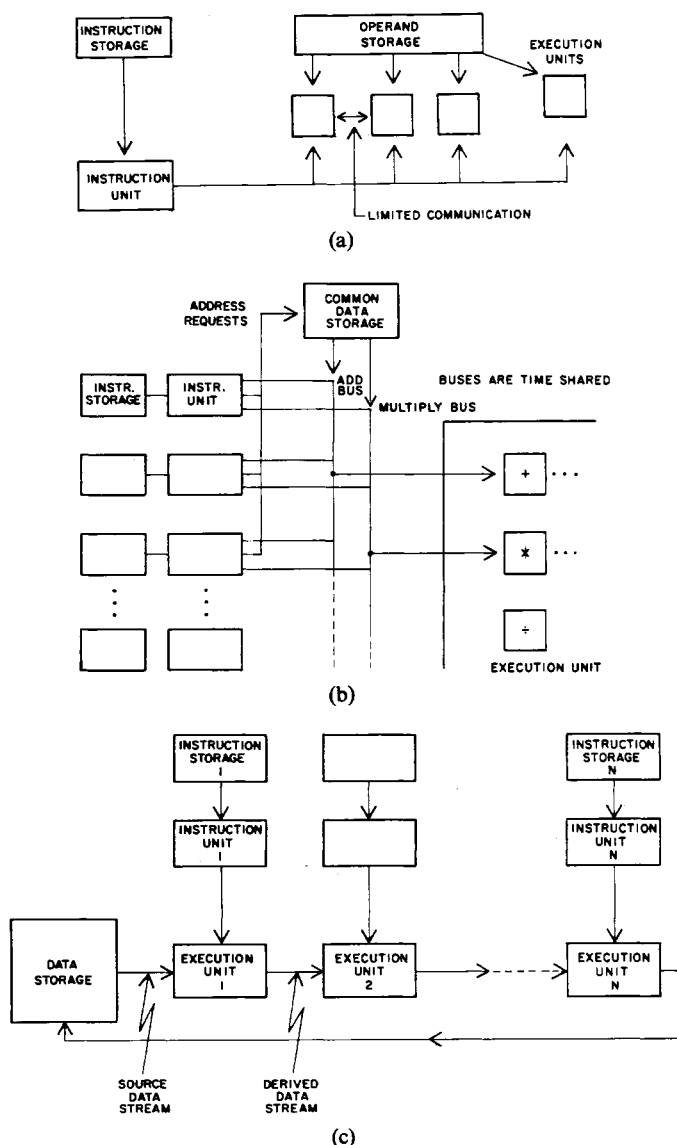 INSTRUCTION
STORAGE
OPERAND
STORAGE
EXECUTION
UNITS
INSTRUCTION
UNIT
LIMITED COMMUNICATION
(a)
ADDRESS
REQUESTS
COMMON
DATA
STORAGE
INSTR.
STORAGE
INSTR.
UNIT
ADD
BUS
BUSES ARE TIME SHARED
MULTIPLY BUS
+ ...
* ...
÷
EXECUTION UNIT
(b)
INSTRUCTION
STORAGE
1
INSTRUCTION
STORAGE
N
INSTRUCTION
UNIT
1
INSTRUCTION
UNIT
N
DATA
STORAGE
EXECUTION
UNIT
1
EXECUTION
UNIT
2
EXECUTION
UNIT
N
SOURCE
DATA
STREAM
DERIVED
DATA
STREAM
(c)